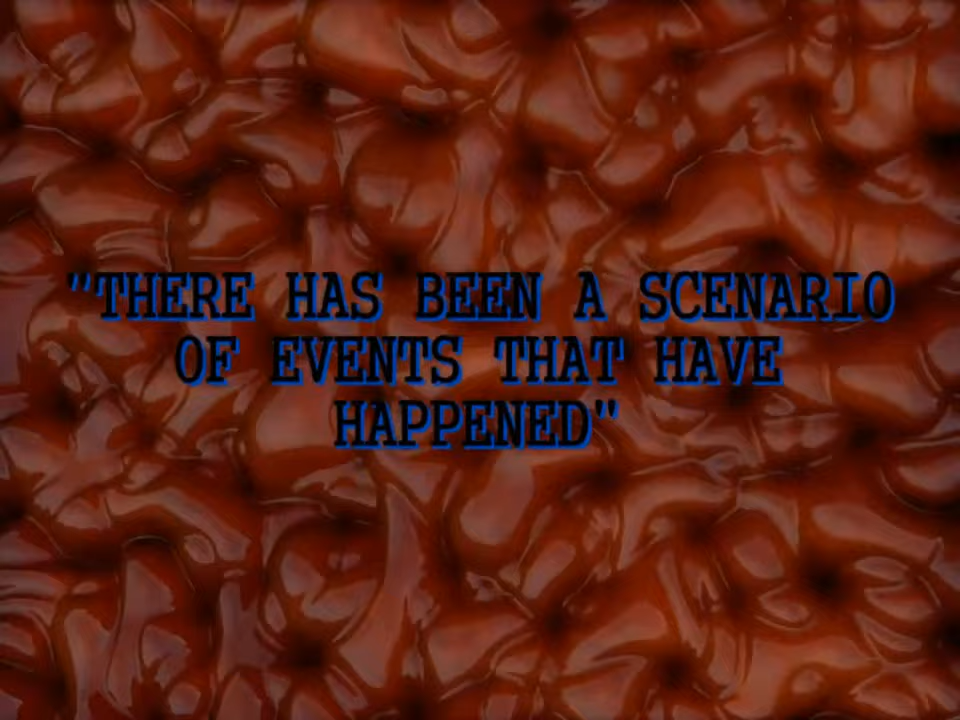 "THERE HAS BEEN A SCENARIO
OF EVENTS THAT HAVE
HAPPENED"